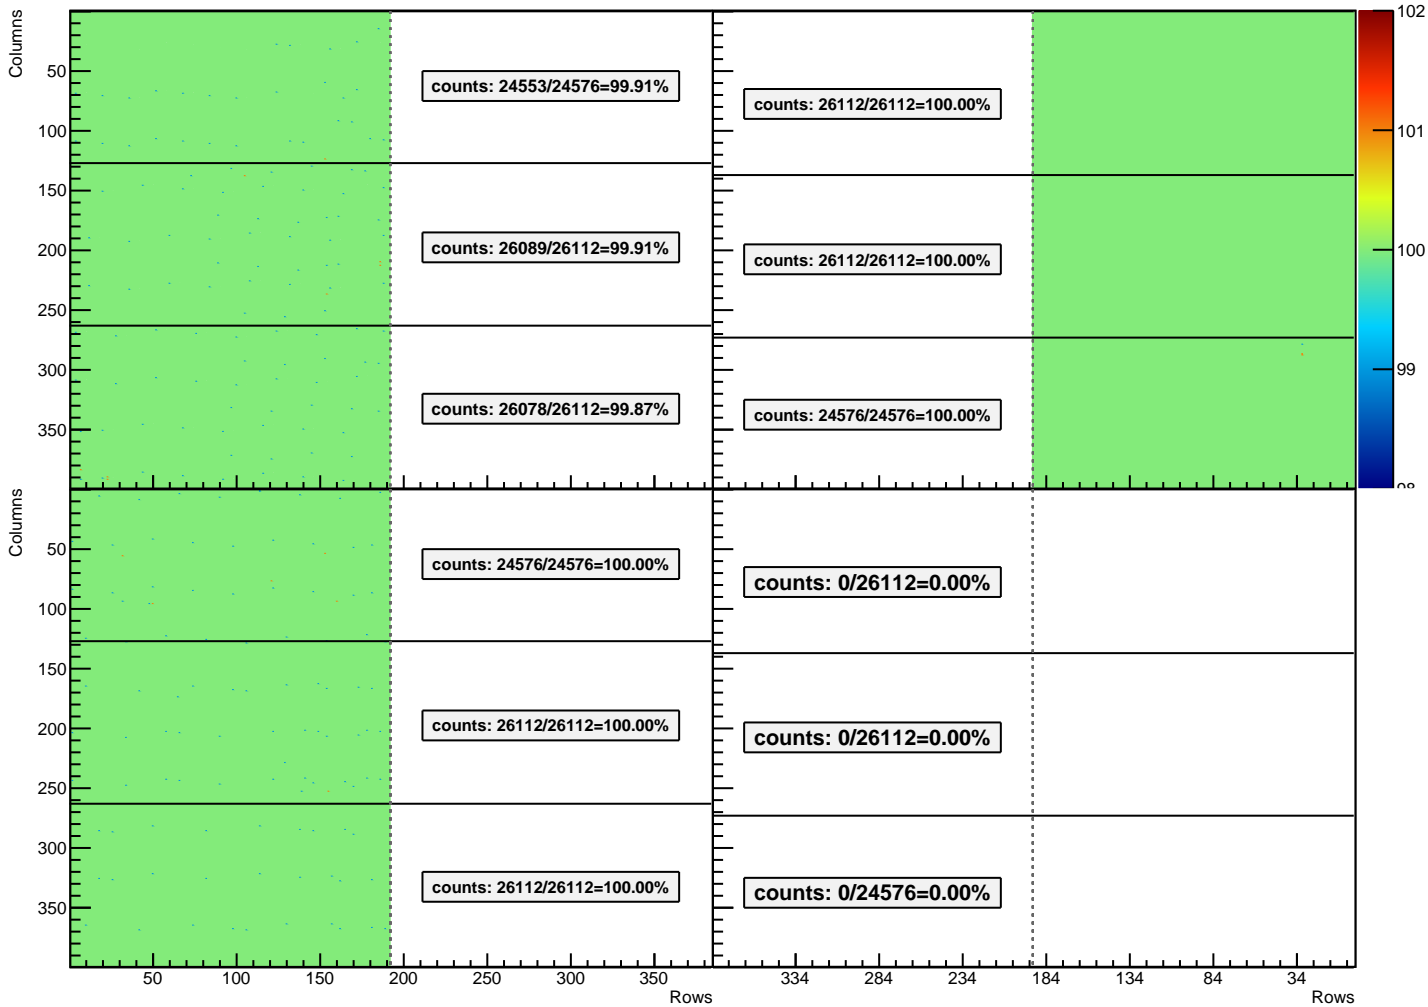 Columns
50
100
150
200
250
300
350
counts: 24553/24576=99.91%
counts: 26089/26112=99.91%
counts: 26078/26112=99.87%
counts: 26112/26112=100.00%
counts: 26112/26112=100.00%
counts: 24576/24576=100.00%
102
101
100
99
98
Columns
50
100
150
200
250
300
350
counts: 24576/24576=100.00%
counts: 26112/26112=100.00%
counts: 26112/26112=100.00%
counts: 0/26112=0.00%
counts: 0/26112=0.00%
counts: 0/24576=0.00%
50 100 150 200 250 300 350
Rows
334 284 234 184 134 84 34
Rows